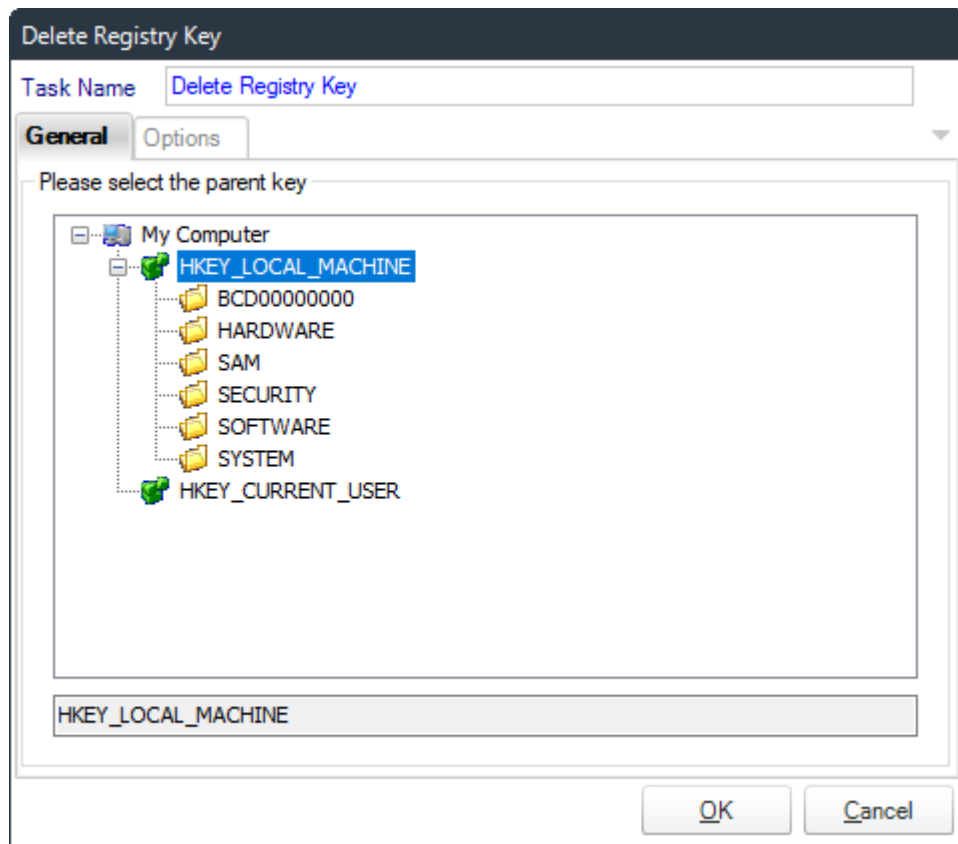 Delete Registry Key
Task Name Delete Registry Key
General Options
Please select the parent key
My Computer
HKEY_LOCAL_MACHINE
BCD00000000
HARDWARE
SAM
SECURITY
SOFTWARE
SYSTEM
HKEY_CURRENT_USER
HKEY_LOCAL_MACHINE
OK Cancel